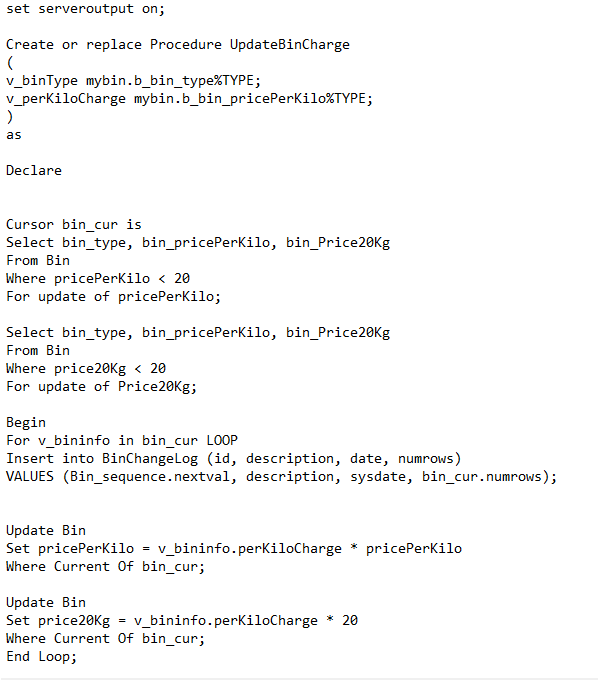 set serveroutput on;
Create or replace Procedure UpdateBinCharge
(
v_binType mybin.b_bin_type%TYPE;
v_perKiloCharge mybin.b_bin_pricePerKilo%TYPE;
)
as
Declare
Cursor bin_cur is
Select bin_type, bin_pricePerKilo, bin_Price20Kg
From Bin
Where pricePerKilo < 20
For update of pricePerKilo;
Select bin_type, bin_pricePerKilo, bin_Price20Kg
From Bin
Where price20Kg < 20
For update of Price20Kg;
Begin
For v_bininfo in bin_cur LOOP
Insert into BinChangeLog (id, description, date, numrows)
VALUES (Bin_sequence.nextval, description, sysdate, bin_cur.numrows);
Update Bin
Set pricePerKilo = v_bininfo.perKiloCharge * pricePerKilo
Where Current Of bin_cur;
Update Bin
Set price20Kg = v_bininfo.perKiloCharge * 20
Where Current Of bin_cur;
End Loop;